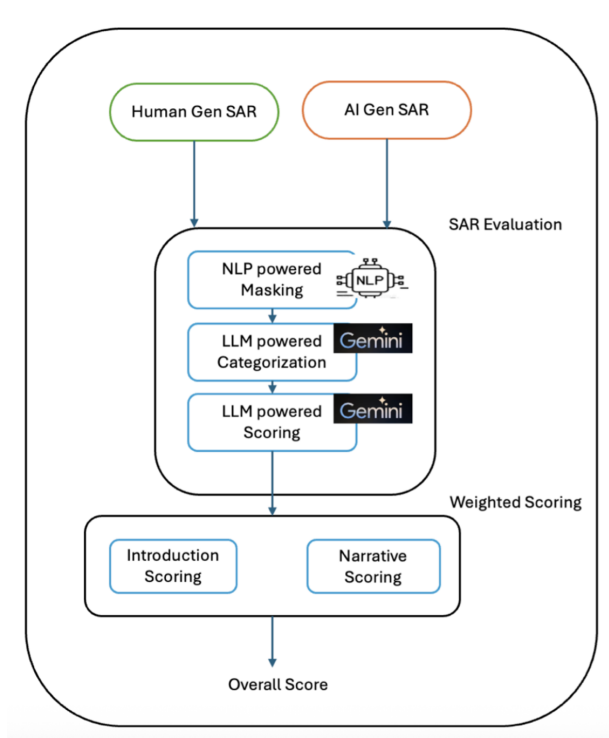 Human Gen SAR
AI Gen SAR
SAR Evaluation
NLP powered
Masking
NLP
LLM powered
Categorization
Gemini
LLM powered
Scoring
Gemini
Weighted Scoring
Introduction
Scoring
Narrative
Scoring
Overall Score